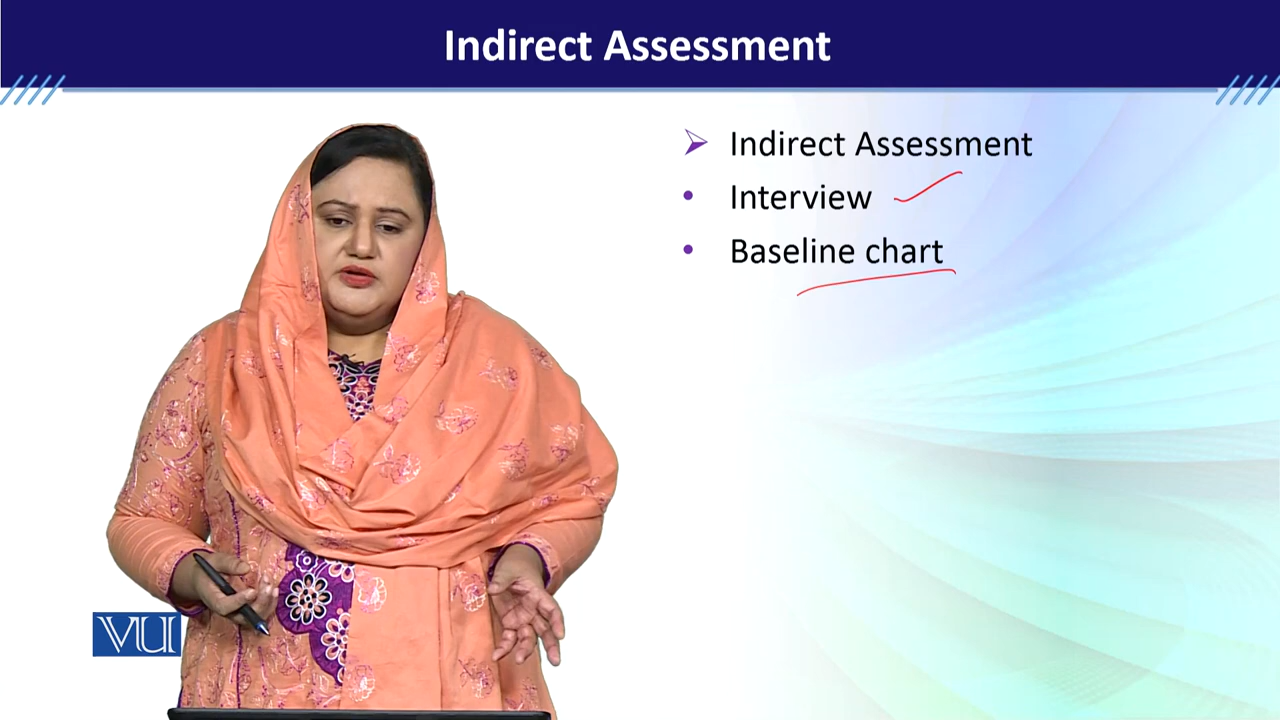 Indirect Assessment
Indirect Assessment
Interview
Baseline chart
VU